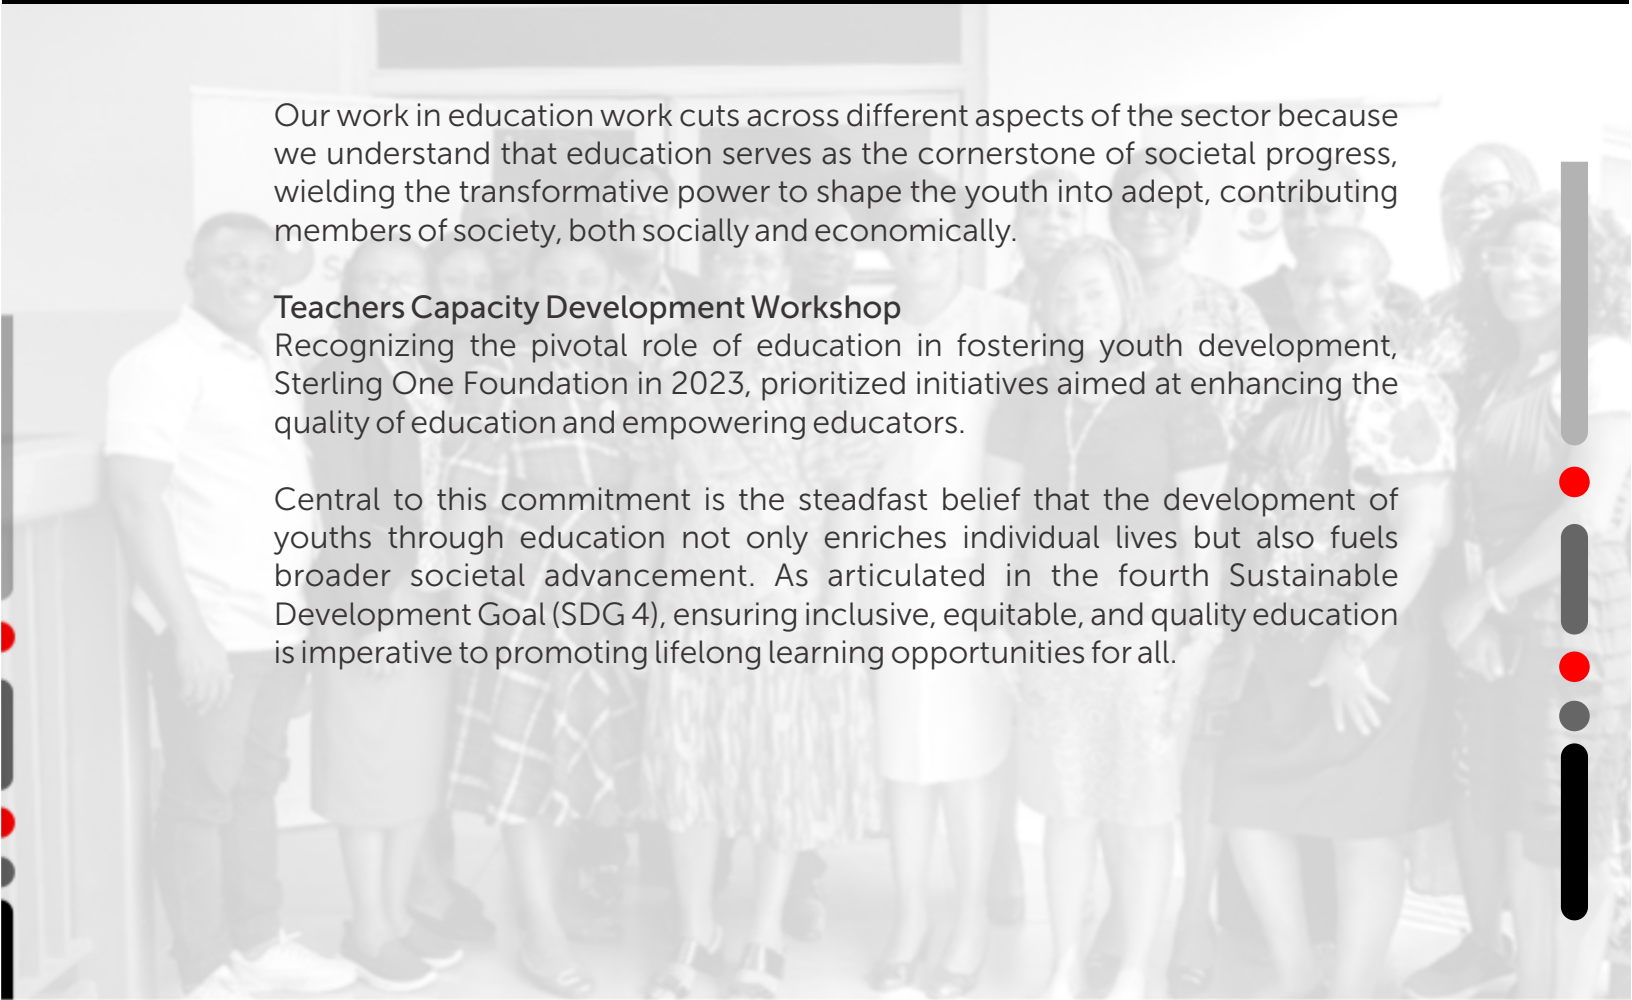 Our work in education work cuts across different aspects of the sector because
we understand that education serves as the cornerstone of societal progress,
wielding the transformative power to shape the youth into adept, contributing
members of society, both socially and economically.
Teachers Capacity Development Workshop
Recognizing the pivotal role of education in fostering youth development,
Sterling One Foundation in 2023, prioritized initiatives aimed at enhancing the
quality of education and empowering educators.
Central to this commitment is the steadfast belief that the development of
youths through education not only enriches individual lives but also fuels
broader societal advancement. As articulated in the fourth Sustainable
Development Goal (SDG 4), ensuring inclusive, equitable, and quality education
is imperative to promoting lifelong learning opportunities for all.